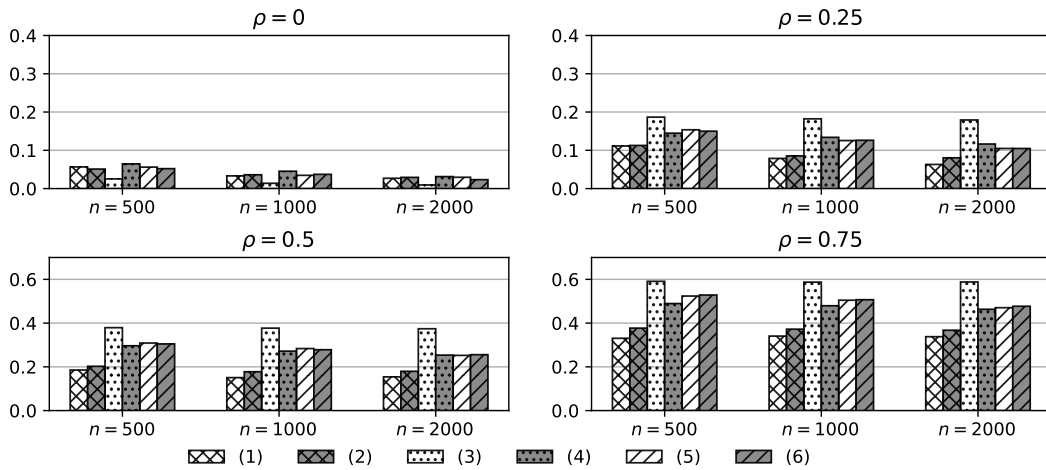 ρ = 0
0.4
0.3
0.2
0.1
0.0
n = 500 n = 1000 n = 2000
ρ = 0.25
0.4
0.3
0.2
0.1
0.0
n = 500 n = 1000 n = 2000
ρ = 0.5
0.6
0.4
0.2
0.0
n = 500 n = 1000 n = 2000
ρ = 0.75
0.6
0.4
0.2
0.0
n = 500 n = 1000 n = 2000
(1) (2) (3) (4) (5) (6)